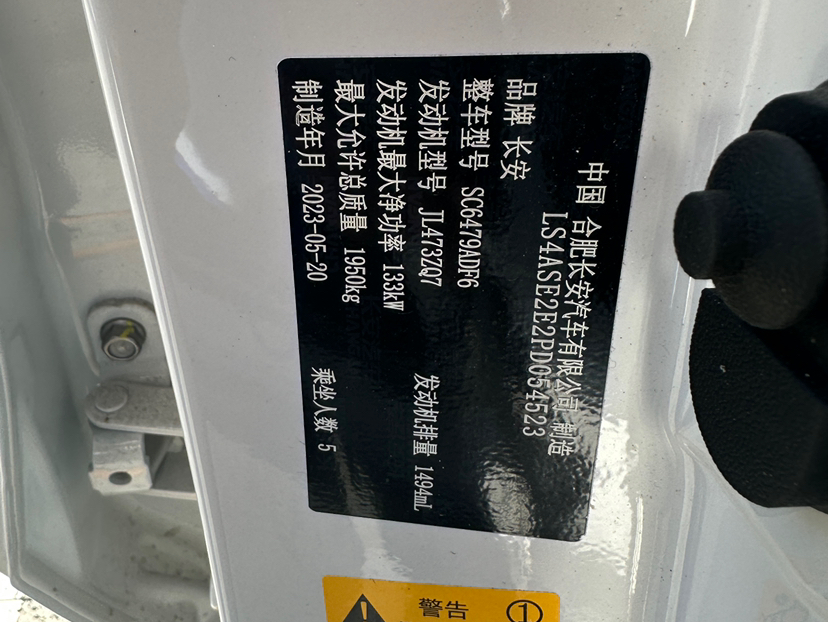 中国 合肥长安汽车有限公司 制造
LS4ASE2E2PD054523
品牌 长安
整车型号 SC6479ADF6
发动机型号 JL473ZQ7 发动机排量 1494mL
发动机最大净功率 133kW
最大允许总质量 1950kg
制造年月 2023-05-20 乘坐人数 5
警告 ①